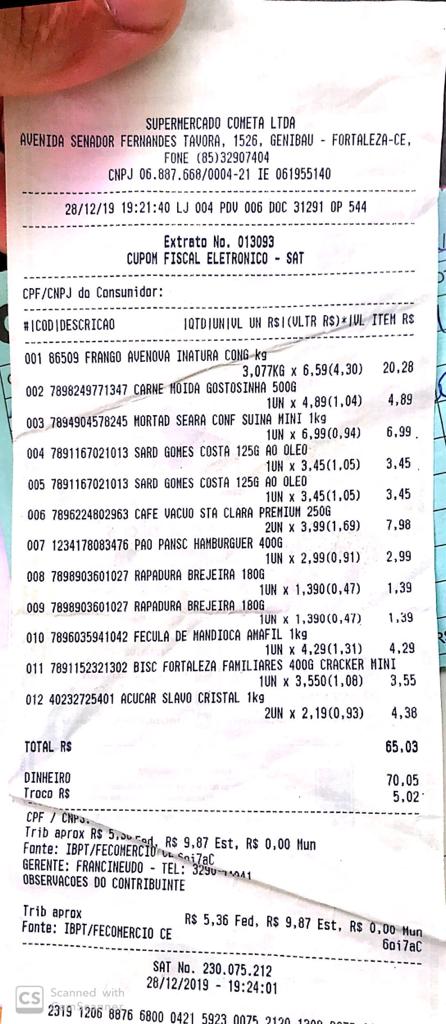 SUPERMERCADO COMETA LTDA
AVENIDA SENADOR FERNANDES TAVORA, 1526, GENIBAU - FORTALEZA-CE,
FONE (85)32907404
CNPJ 06.887.668/0004-21 IE 061955140
28/12/19 19:21:40 LJ 004 PDV 006 DOC 31291 OP 544
Extrato No. 013093
CUPOM FISCAL ELETRONICO - SAT
CPF/CNPJ do Consumidor:
#|COD|DESCRICAO |QTD|UN|VL UN R$|(VLTR R$)*|VL ITEM R$
001 86509 FRANGO AVENOVA INATURA CONG kg
3,077KG x 6,59(4,30) 20,28
002 7898249771347 CARNE MOIDA GOSTOSINHA 500G
1UN x 4,89(1,04) 4,89
003 7894904578245 MORTAD SEARA CONF SUINA MINI 1kg
1UN x 6,99(0,94) 6,99
004 7891167021013 SARD GOMES COSTA 125G AO OLEO
1UN x 3,45(1,05) 3,45
005 7891167021013 SARD GOMES COSTA 125G AO OLEO
1UN x 3,45(1,05) 3,45
006 7896224802963 CAFE VACUO STA CLARA PREMIUM 250G
2UN x 3,99(1,69) 7,98
007 1234178083476 PAO PANSC HAMBURGUER 400G
1UN x 2,99(0,91) 2,99
008 7898903601027 RAPADURA BREJEIRA 180G
1UN x 1,390(0,47) 1,39
009 7898903601027 RAPADURA BREJEIRA 180G
1UN x 1,390(0,47) 1,39
010 7896035941042 FECULA DE MANDIOCA AMAFIL 1kg
1UN x 4,29(1,31) 4,29
011 7891152321302 BISC FORTALEZA FAMILIARES 400G CRACKER MINI
1UN x 3,550(1,08) 3,55
012 40232725401 ACUCAR SLAVO CRISTAL 1kg
2UN x 2,19(0,93) 4,38
TOTAL R$ 65,03
DINHEIRO 70,05
Troco R$ 5,02
CPF / CNPJ.
Trib aprox R$ Fed, R$ 9,87 Est, R$ 0,00 Mun
Fonte: IBPT/FECOMERCIO
GERENTE: FRANCINEUDO - TEL:
OBSERVACOES DO CONTRIBUINTE
Trib aprox R$ 5,36 Fed, R$ 9,87 Est, R$ 0,00 Mun
Fonte: IBPT/FECOMERCIO CE 6oi7aC
SAT No. 230.075.212
28/12/2019 - 19:24:01
CS Scanned with
2319 1206 8876 6800 0421 5923 0075 2120